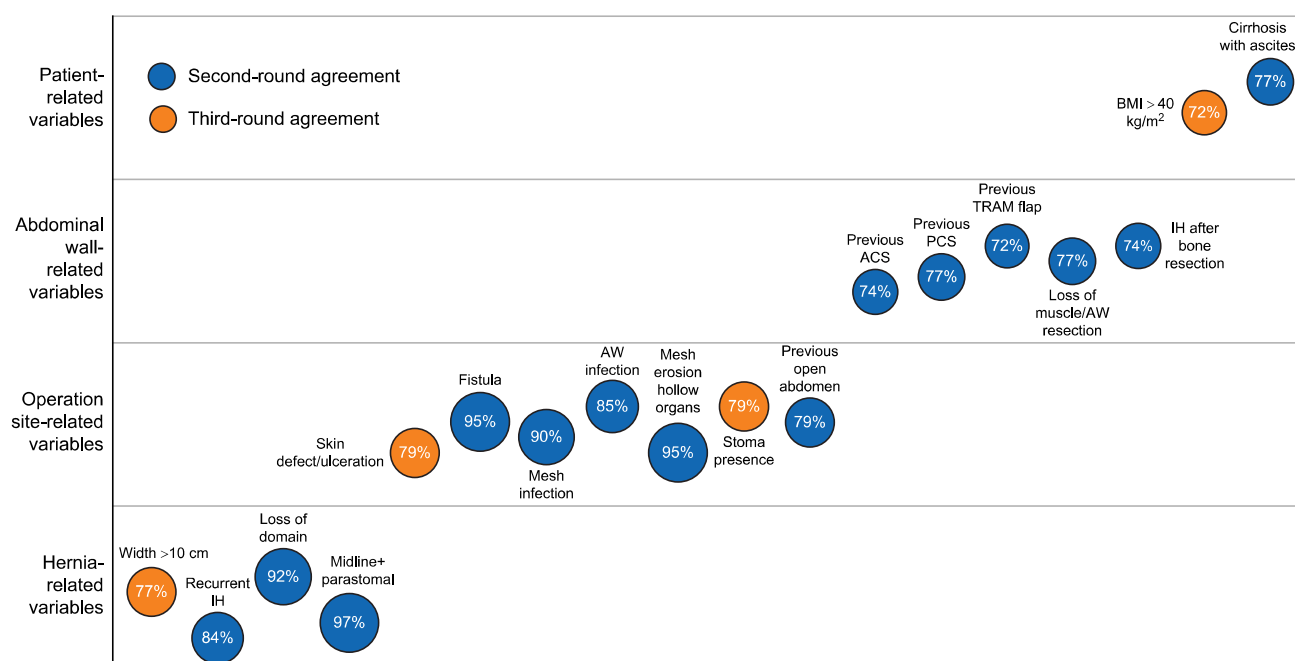 Patient-
related
variables
Second-round agreement
Third-round agreement
BMI > 40
kg/m²
72%
Cirrhosis
with ascites
77%
Abdominal
wall-
related
variables
Previous
ACS
74%
Previous
PCS
77%
Previous
TRAM flap
72%
77%
Loss of
muscle/AW
resection
74%
IH after
bone
resection
Operation
site-related
variables
Skin
defect/ulceration
79%
Fistula
95%
90%
Mesh
infection
AW
infection
85%
Mesh
erosion
hollow
organs
95%
79%
Stoma
presence
Previous
open
abdomen
79%
Hernia-
related
variables
Width >10 cm
77%
Recurrent
IH
84%
Loss of
domain
92%
Midline+
parastomal
97%